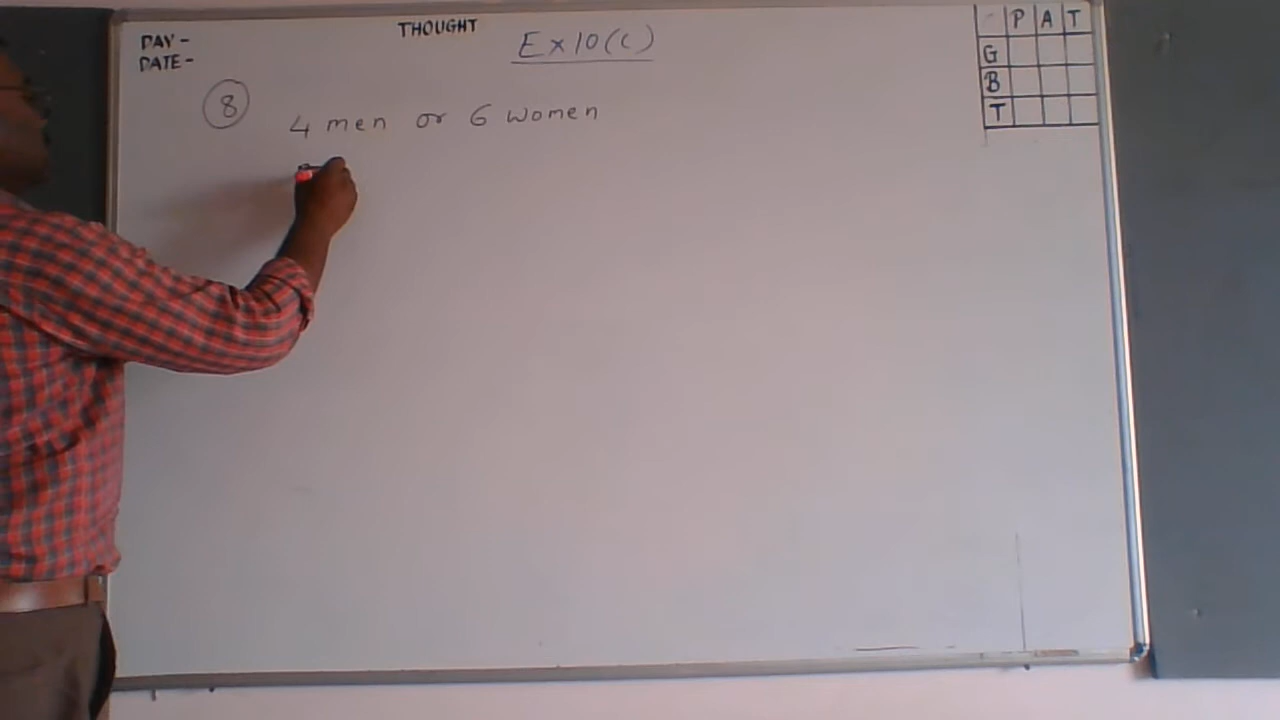 DAY -
DATE -
THOUGHT
Ex 10 (C)
P A T
G
B
T
8 4 men or 6 women